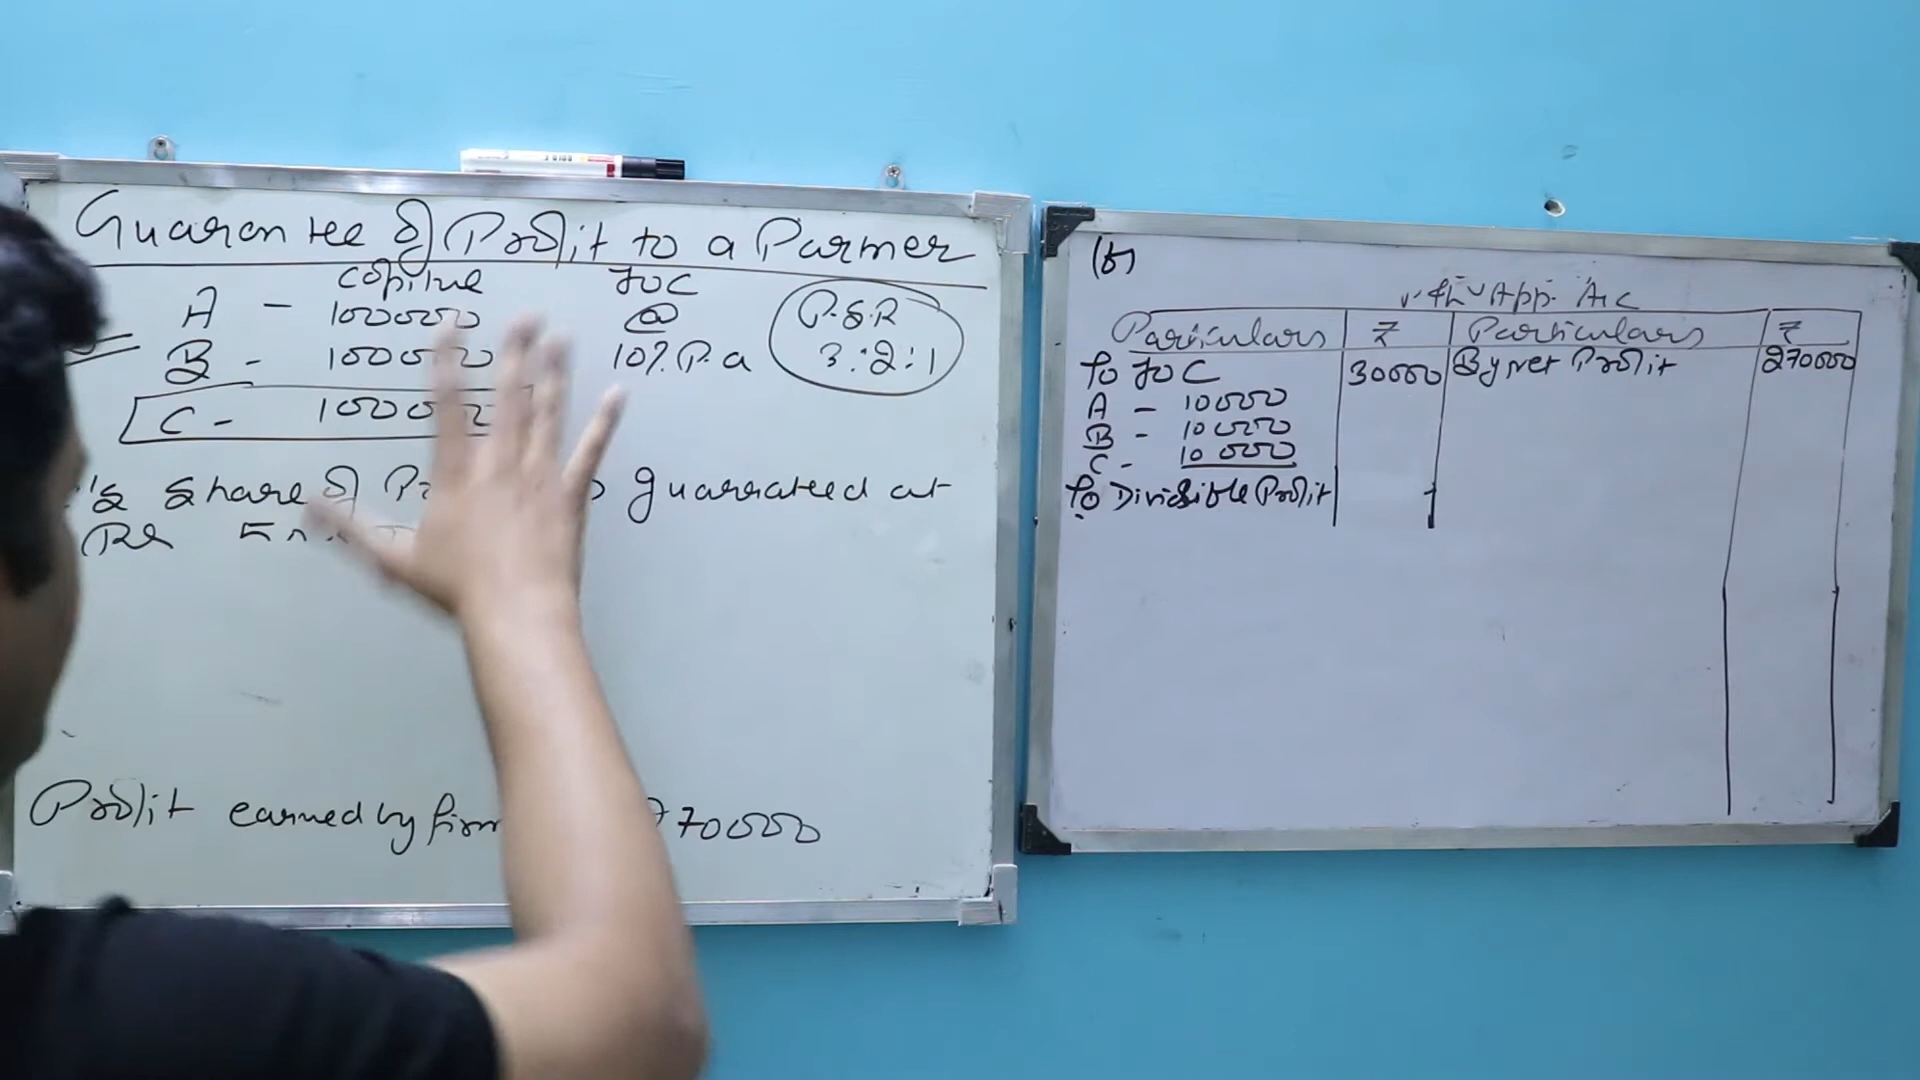 Guarantee of Profit to a Partner
Capital IOC
A - 100000 @
B - 100000 10% P.a
C - 100000
P.S.R
3:2:1
share of guaranteed at
Rs
Profit earned by firm 70000
(b)
App. A/c
Particulars ₹ Particulars ₹
To IOC 30000 By net Profit 270000
A - 10000
B - 10000
C - 10000
To Divisible Profit